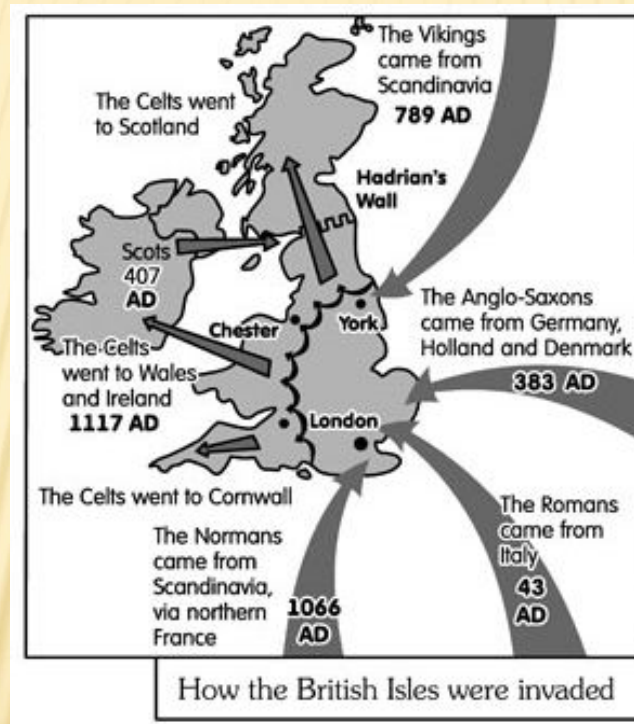 The Vikings
came from
Scandinavia
789 AD
The Celts went
to Scotland
Hadrian's
Wall
Scots
407
AD
Chester
York
The Anglo-Saxons
came from Germany,
Holland and Denmark
383 AD
The Celts
went to Wales
and Ireland
1117 AD
London
The Celts went to Cornwall
The Normans
came from
Scandinavia,
via northern
France
1066
AD
The Romans
came from
Italy
43
AD
How the British Isles were invaded